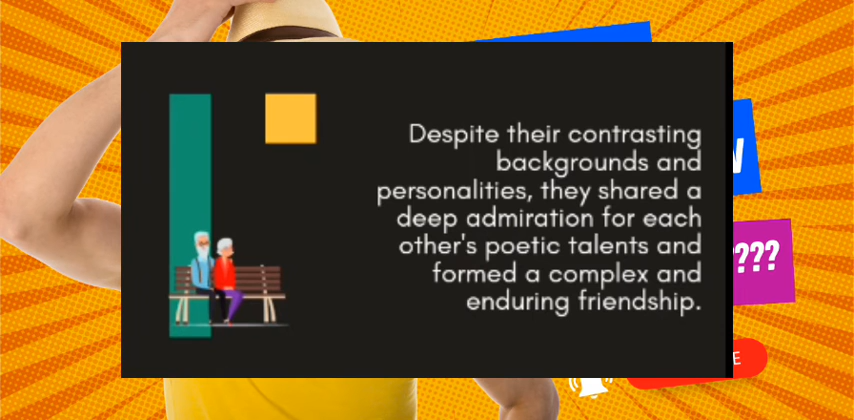 Despite their contrasting
backgrounds and
personalities, they shared a
deep admiration for each
other's poetic talents and
formed a complex and
enduring friendship.
????